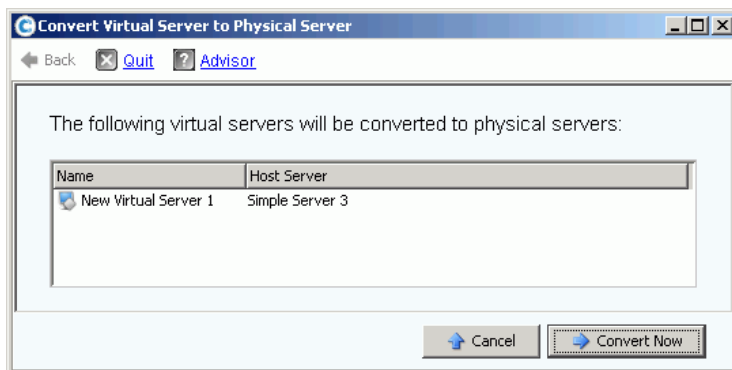 Convert Virtual Server to Physical Server
Back Quit Advisor
The following virtual servers will be converted to physical servers:
Name Host Server
New Virtual Server 1 Simple Server 3
Cancel Convert Now